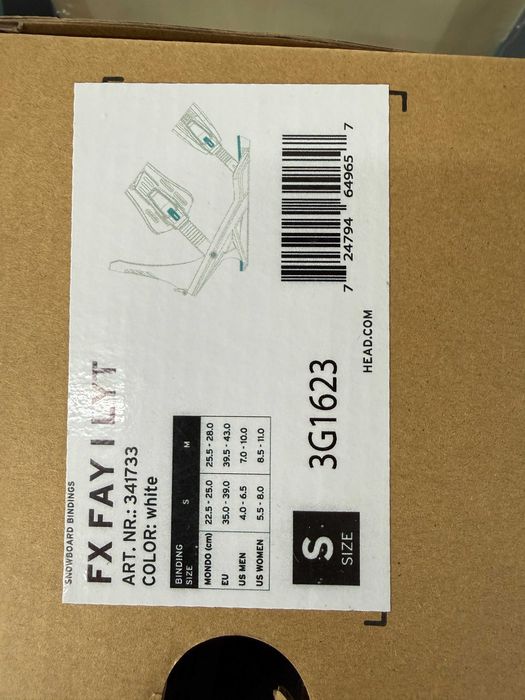 SNOWBOARD BINDINGS
FX FAY I LYT
ART. NR.: 341733
COLOR: white
BINDING SIZE S M
MONDO (cm) 22.5 - 25.0 25.5 - 28.0
EU 35.0 - 39.0 39.5 - 43.0
US MEN 4.0 - 6.5 7.0 - 10.0
US WOMEN 5.5 - 8.0 8.5 - 11.0
S
SIZE
3G1623
HEAD.COM
7 24794 64965 7